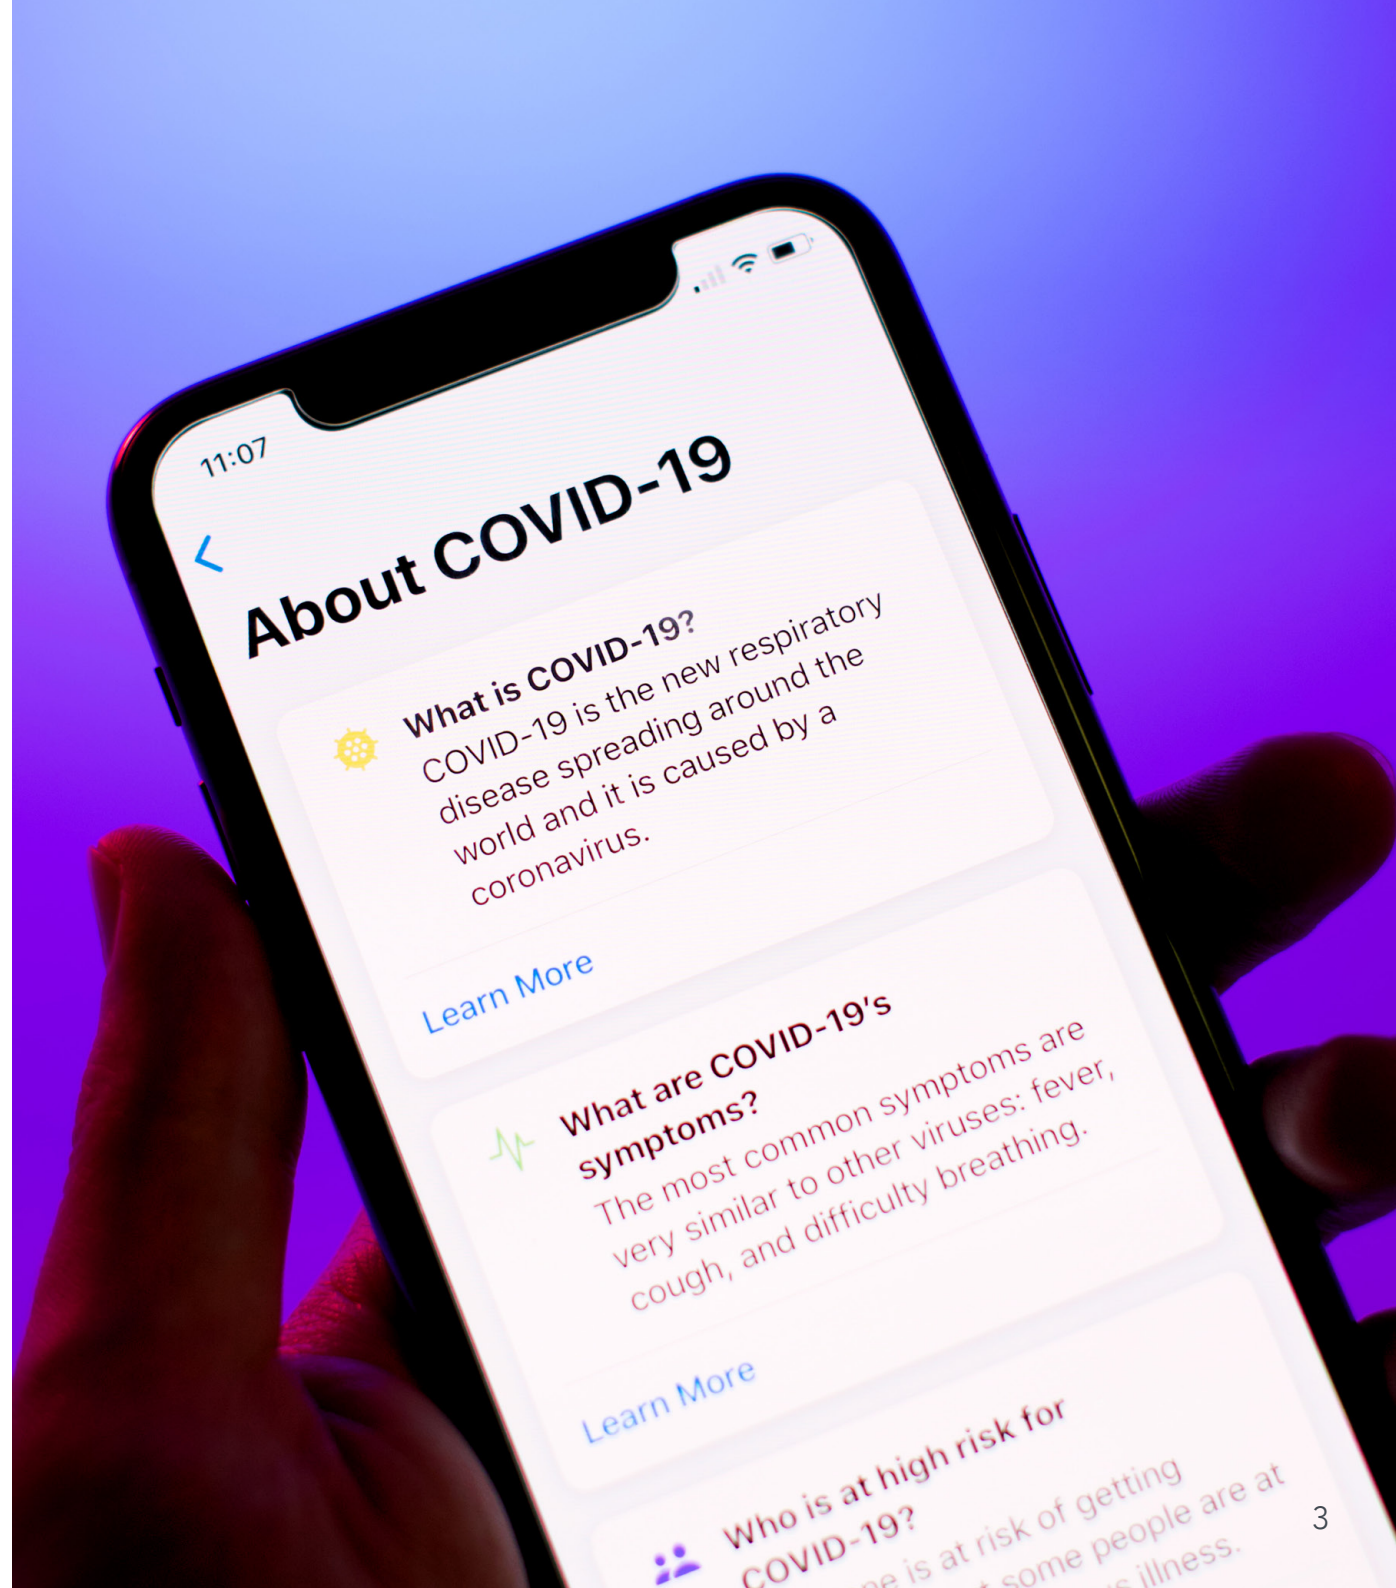 11:07
About COVID-19
What is COVID-19?
COVID-19 is the new respiratory
disease spreading around the
world and it is caused by a
coronavirus.
Learn More
What are COVID-19's
symptoms?
The most common symptoms are
very similar to other viruses: fever,
cough, and difficulty breathing.
Learn More
Who is at high risk for
COVID-19?
is at risk of getting
some people are at
illness.
3